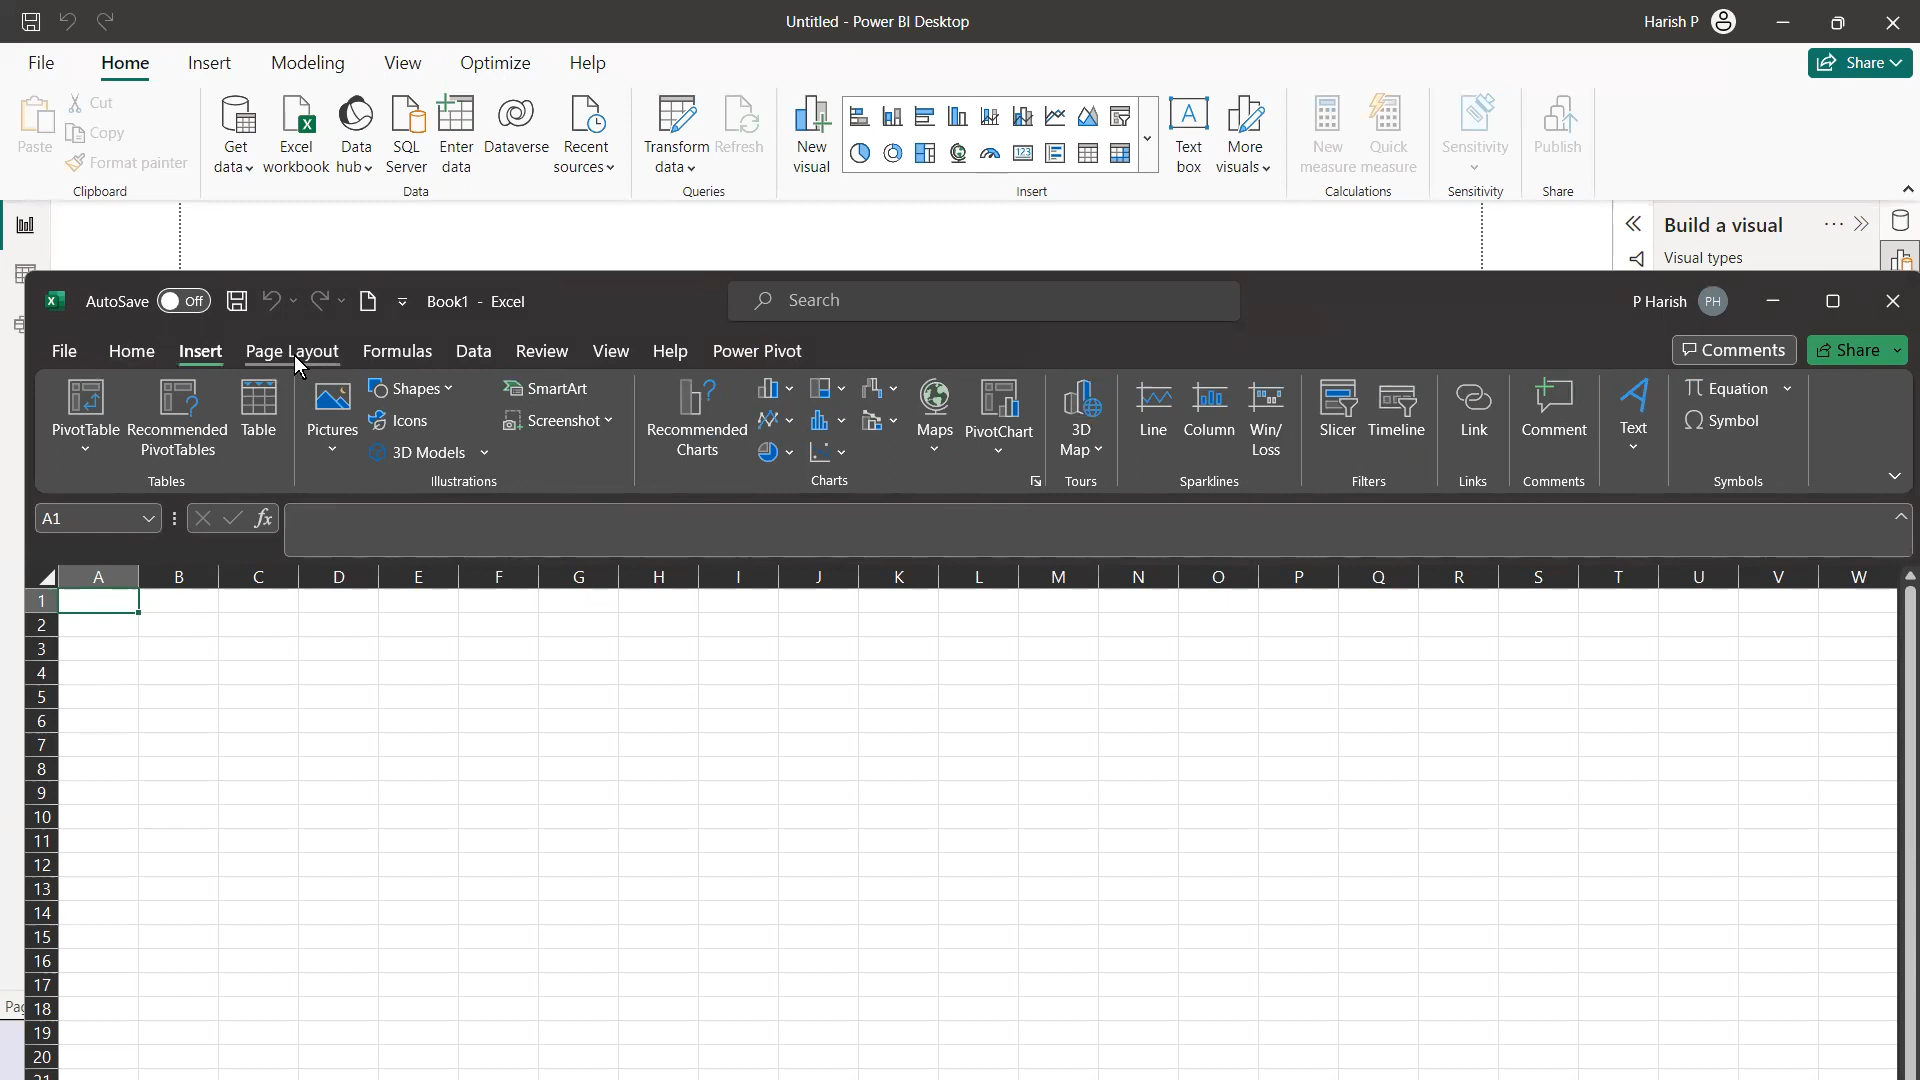 Untitled - Power BI Desktop
Harish P
File Home Insert Modeling View Optimize Help
Share
Paste
Cut
Copy
Format painter
Clipboard
Get data
Excel workbook
Data hub
SQL Server
Enter data
Dataverse
Recent sources
Data
Transform data
Refresh
Queries
New visual
123
A
Text box
More visuals
Insert
New measure
Quick measure
Calculations
Sensitivity
Sensitivity
Publish
Share
Build a visual
Visual types
AutoSave Off
Book1 - Excel
Search
P Harish PH
File Home Insert Page Layout Formulas Data Review View Help Power Pivot
Comments
Share
PivotTable
Recommended PivotTables
Table
Tables
Pictures
Shapes
Icons
3D Models
SmartArt
Screenshot
Illustrations
Recommended Charts
Maps
PivotChart
Charts
3D Map
Tours
Line
Column
Win/ Loss
Sparklines
Slicer
Timeline
Filters
Link
Links
Comment
Comments
Text
Equation
Symbol
Symbols
A1
fx
A B C D E F G H I J K L M N O P Q R S T U V W
1
2
3
4
5
6
7
8
9
10
11
12
13
14
15
16
17
18
19
20
21